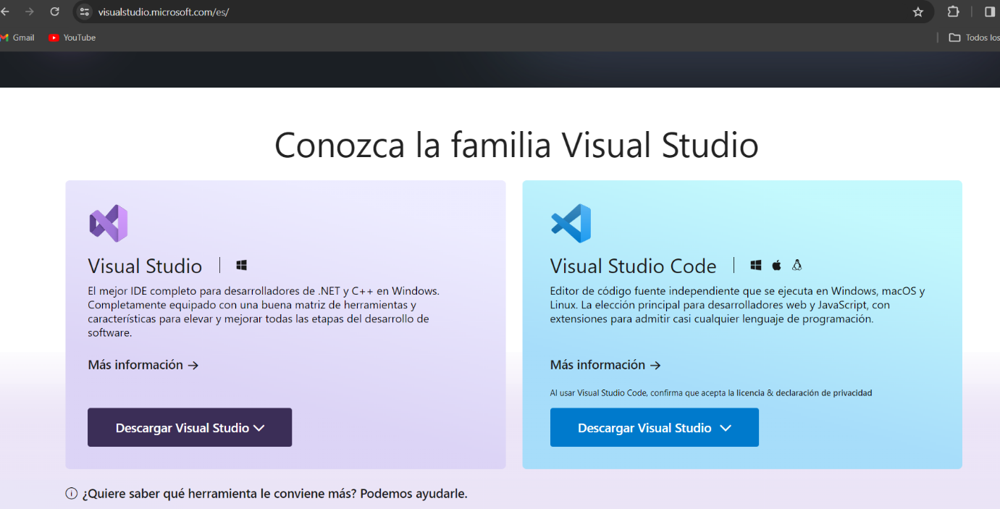 visualstudio.microsoft.com/es/
Gmail
YouTube
Todos los
Conozca la familia Visual Studio
Visual Studio
El mejor IDE completo para desarrolladores de .NET y C++ en Windows.
Completamente equipado con una buena matriz de herramientas y
características para elevar y mejorar todas las etapas del desarrollo de
software.
Más información →
Descargar Visual Studio
Visual Studio Code
Editor de código fuente independiente que se ejecuta en Windows, macOS y
Linux. La elección principal para desarrolladores web y JavaScript, con
extensiones para admitir casi cualquier lenguaje de programación.
Más información →
Al usar Visual Studio Code, confirma que acepta la licencia & declaración de privacidad
Descargar Visual Studio
¿Quiere saber qué herramienta le conviene más? Podemos ayudarle.